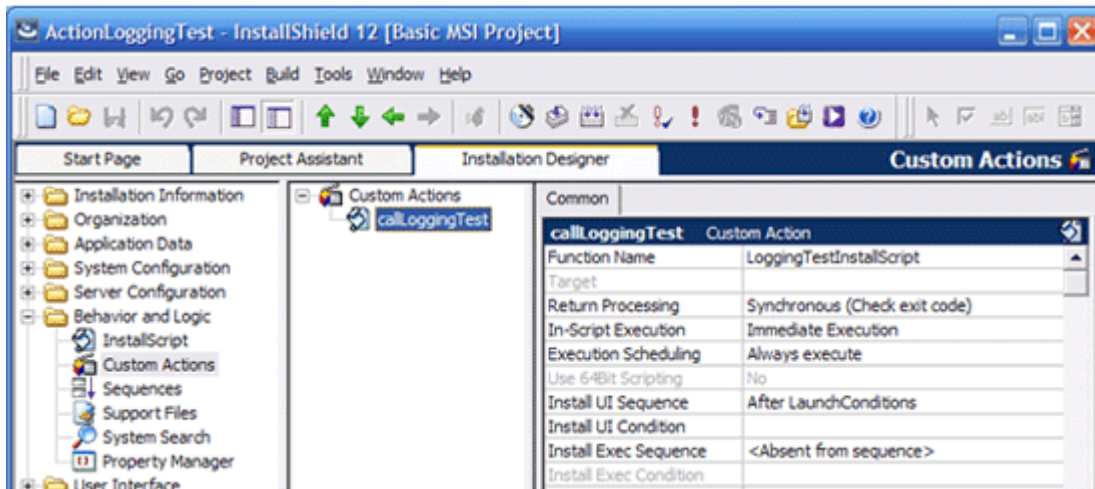 ActionLoggingTest - InstallShield 12 [Basic MSI Project]
File Edit View Go Project Build Tools Window Help
Start Page Project Assistant Installation Designer Custom Actions
Installation Information
Organization
Application Data
System Configuration
Server Configuration
Behavior and Logic
InstallScript
Custom Actions
Sequences
Support Files
System Search
Property Manager
User Interface
Custom Actions
callLoggingTest
Common
callLoggingTest Custom Action
Function Name LoggingTestInstallScript
Target
Return Processing Synchronous (Check exit code)
In-Script Execution Immediate Execution
Execution Scheduling Always execute
Use 64Bit Scripting No
Install UI Sequence After LaunchConditions
Install UI Condition
Install Exec Sequence <Absent from sequence>
Install Exec Condition